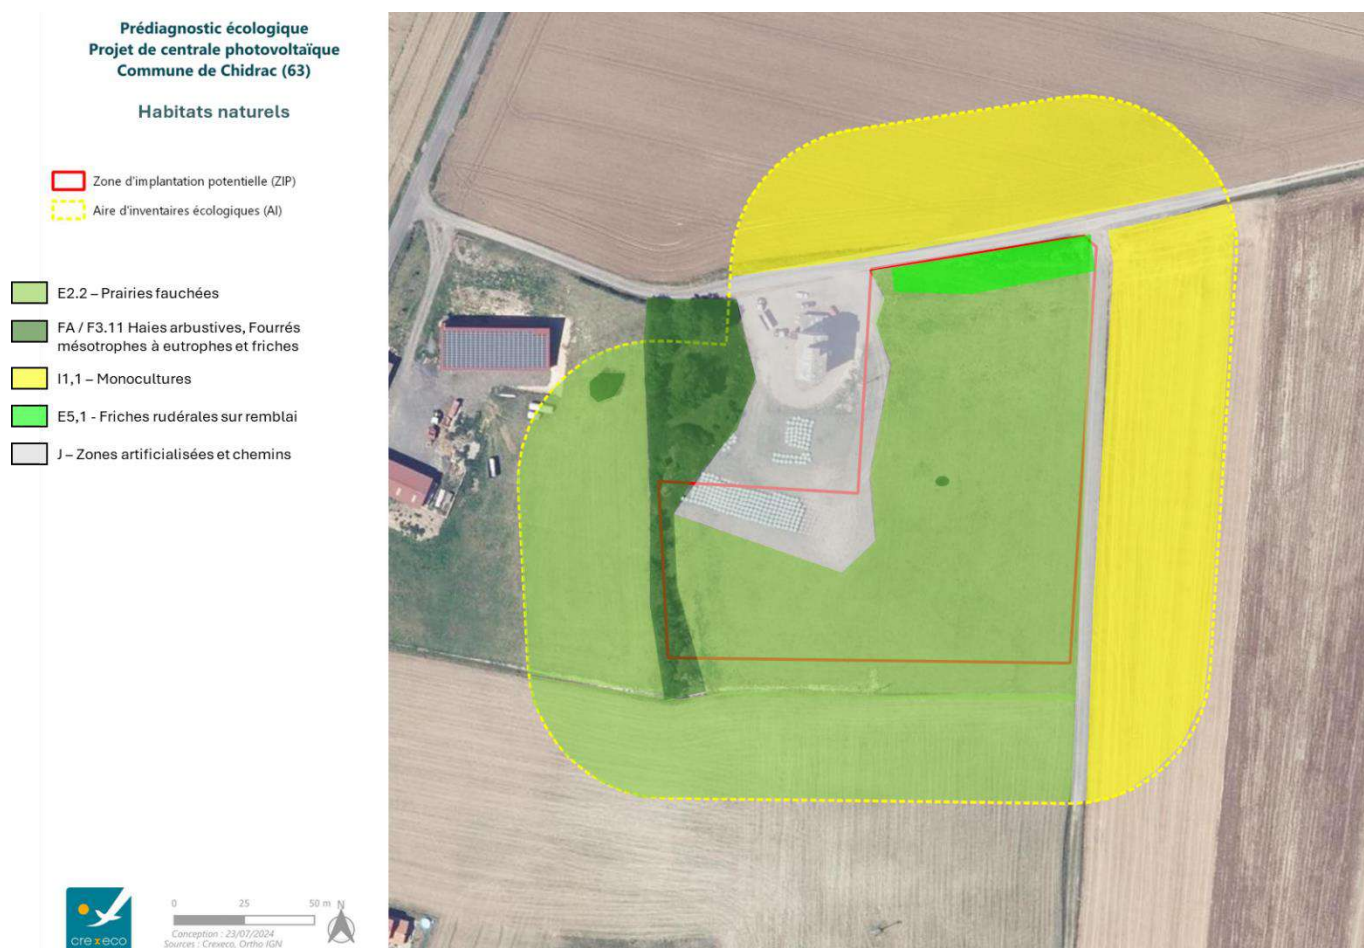 Prédiagnostic écologique
Projet de centrale photovoltaïque
Commune de Chidrac (63)
Habitats naturels
Zone d'implantation potentielle (ZIP)
Aire d'inventaires écologiques (AI)
E2.2 – Prairies fauchées
FA / F3.11 Haies arbustives, Fourrés
mésotrophes à eutrophes et friches
I1,1 – Monocultures
E5,1 - Friches rudérales sur remblai
J – Zones artificialisées et chemins
0 25 50 m N
Conception : 23/07/2024
Sources : Crexeco, Ortho IGN
crexeco